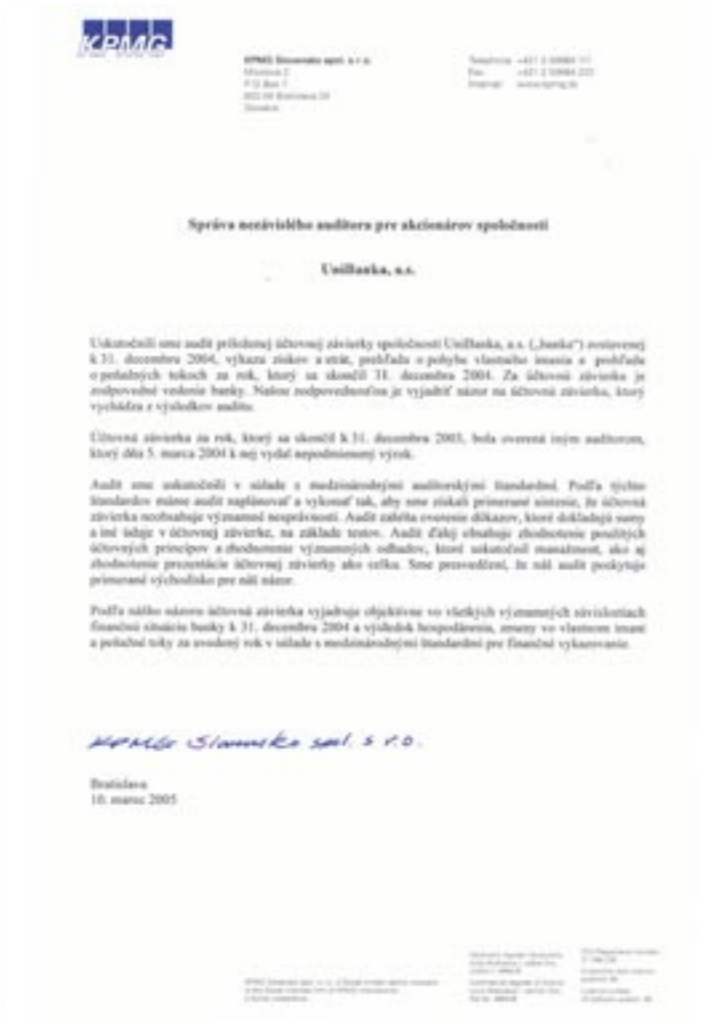 KPMG
KPMG Slovensko spol. s r.o.
Slovakia
Správa nezávislého audítora pre akcionárov spoločnosti
UniBanka, a.s.
Uskutočnili sme audit priloženej účtovnej závierky spoločnosti UniBanka, a.s. („banka“) zostavenej
k 31. decembru 2004, výkazu ziskov a strát, prehľadu o pohybe vlastného imania a prehľadu
o peňažných tokoch za rok, ktorý sa skončil 31. decembra 2004. Za účtovnú závierku je
zodpovedné vedenie banky. Našou zodpovednosťou je vyjadriť názor na účtovnú závierku, ktorý
vychádza z výsledkov auditu.
Účtovná závierka za rok, ktorý sa skončil k 31. decembru 2003, bola overená iným audítorom,
ktorý dňa 5. marca 2004 k nej vydal nepodmienený výrok.
Audit sme uskutočnili v súlade s medzinárodnými audítorskými štandardmi. Podľa týchto
štandardov máme audit naplánovať a vykonať tak, aby sme získali primerané uistenie, že účtovná
závierka neobsahuje významné nesprávnosti. Audit zahŕňa overenie dôkazov, ktoré dokladujú sumy
a iné údaje v účtovnej závierke, na základe testov. Audit ďalej obsahuje zhodnotenie použitých
účtovných princípov a zhodnotenie významných odhadov, ktoré uskutočnil manažment, ako aj
zhodnotenie prezentácie účtovnej závierky ako celku. Sme presvedčení, že náš audit poskytuje
primerané východisko pre náš názor.
Podľa nášho názoru účtovná závierka vyjadruje objektívne vo všetkých významných súvislostiach
finančnú situáciu banky k 31. decembru 2004 a výsledok hospodárenia, zmeny vo vlastnom imaní
a peňažné toky za uvedený rok v súlade s medzinárodnými štandardmi pre finančné vykazovanie.
KPMG Slovensko spol. s r.o.
Bratislava
10. marec 2005